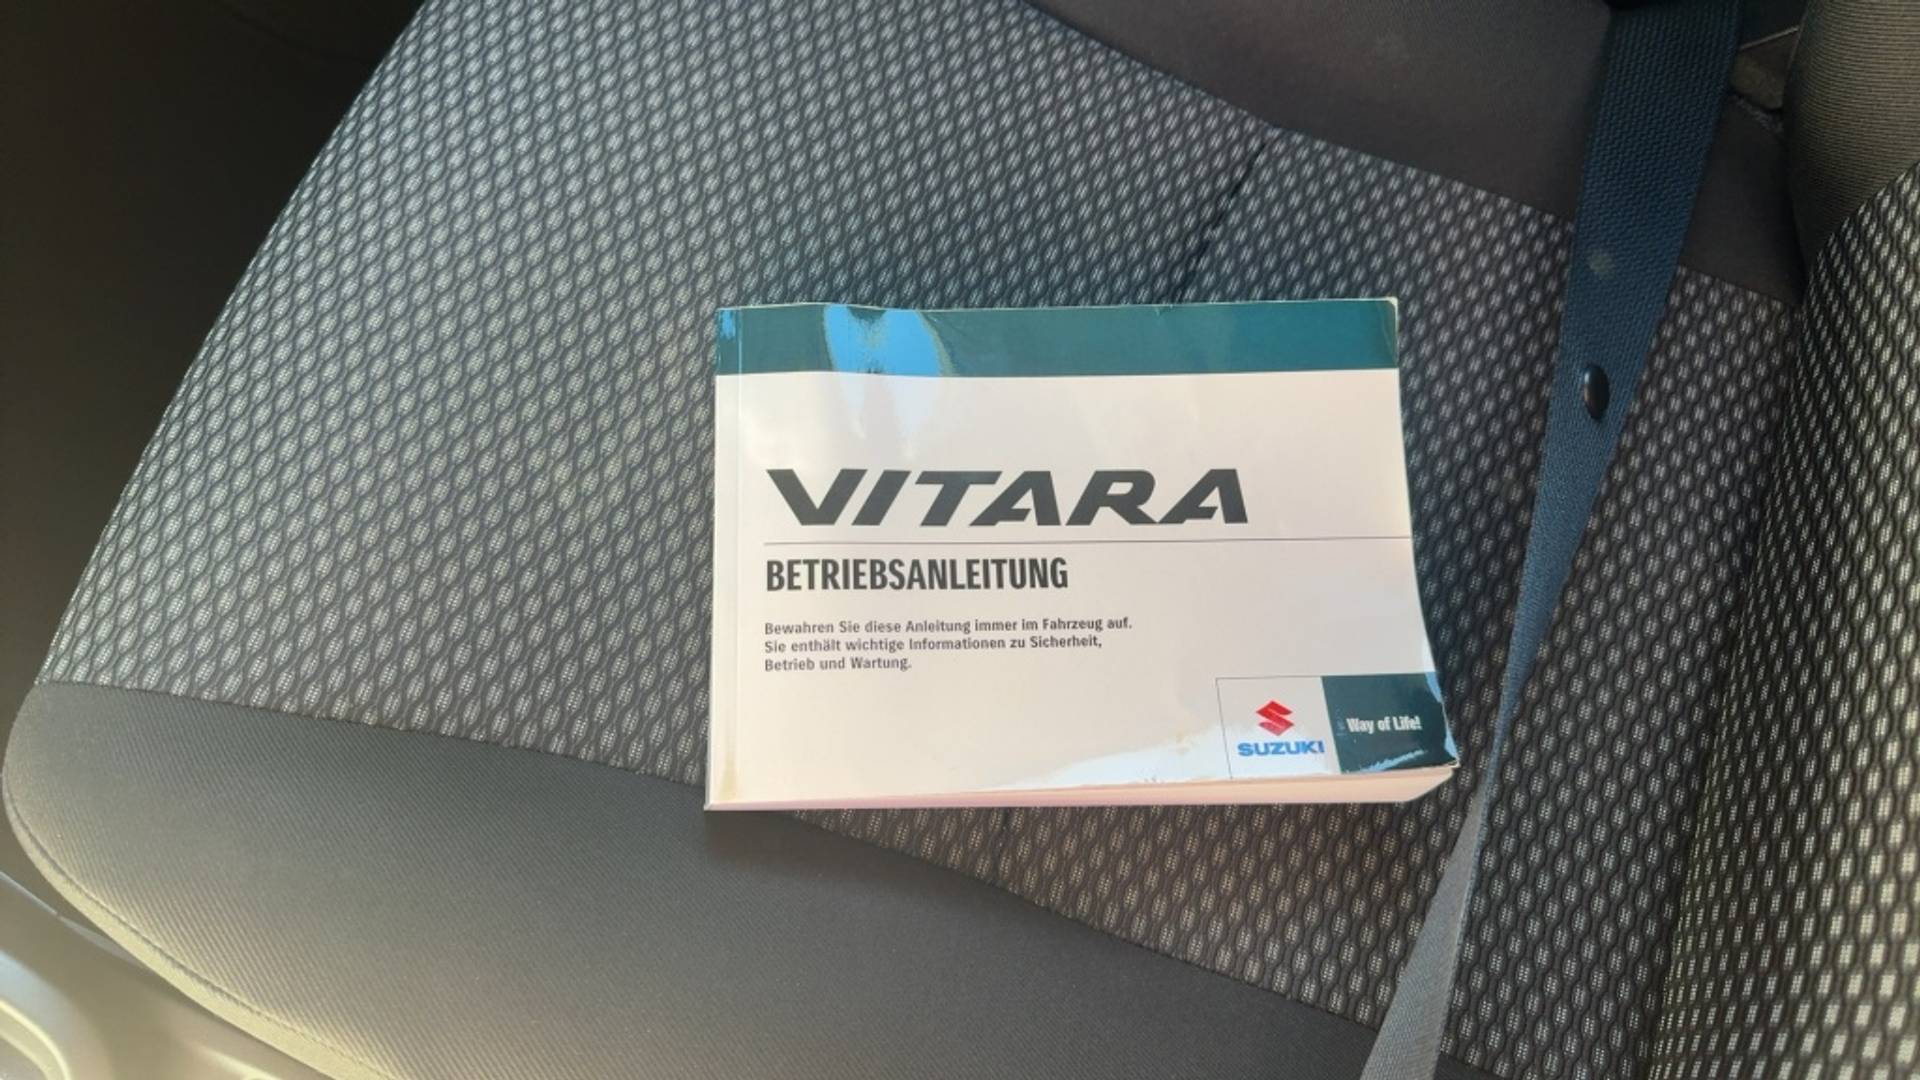 VITARA
BETRIEBSANLEITUNG
Bewahren Sie diese Anleitung immer im Fahrzeug auf.
Sie enthält wichtige Informationen zu Sicherheit,
Betrieb und Wartung.
SUZUKI
Way of Life!